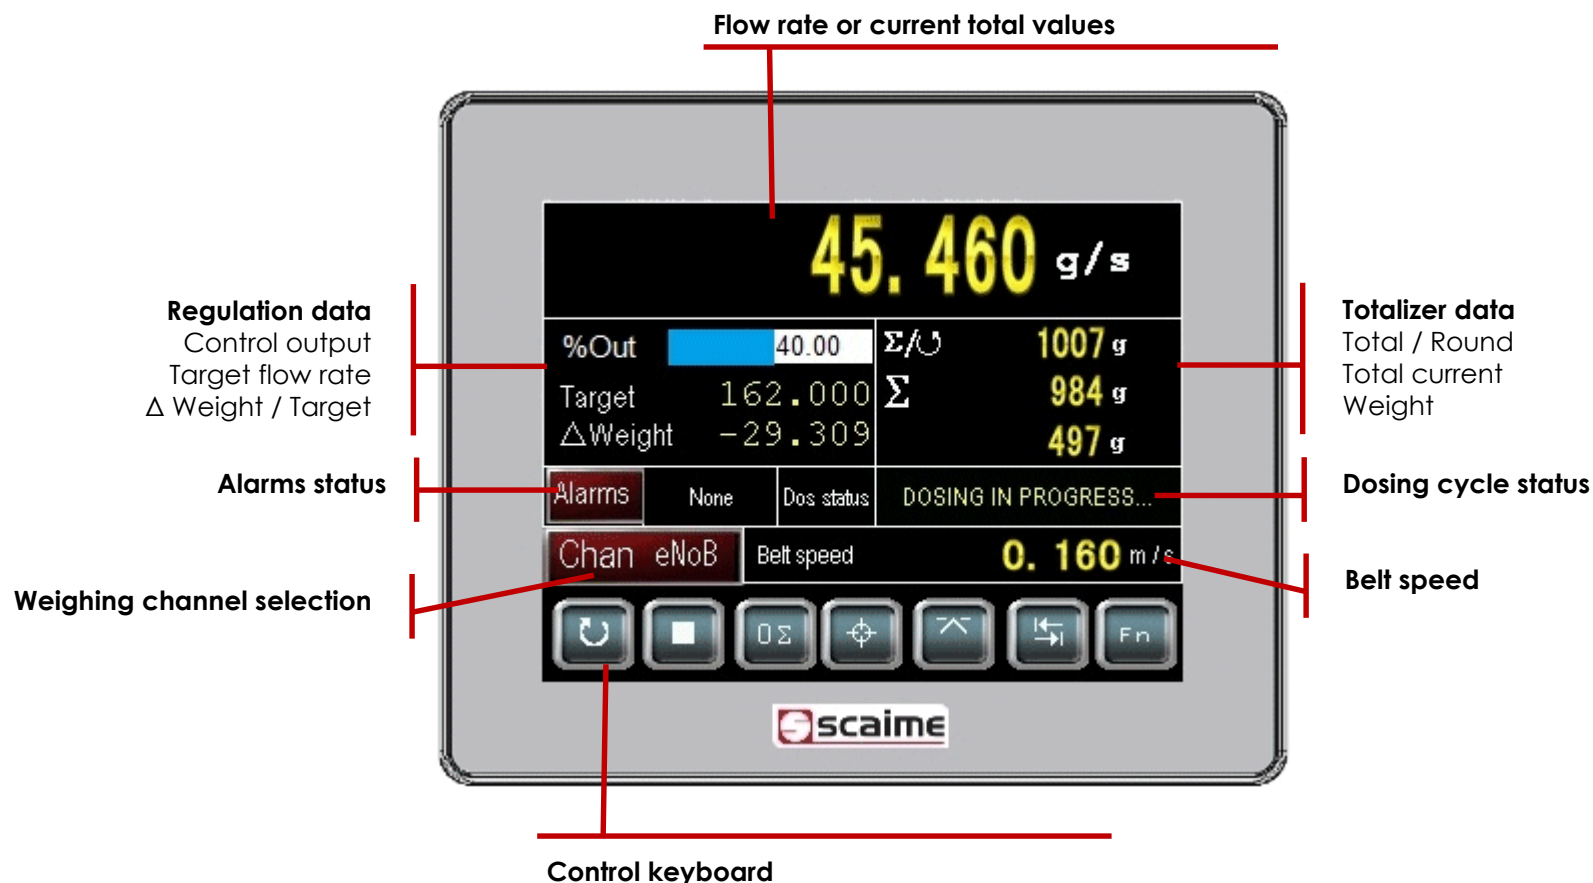 Flow rate or current total values
45. 460 g/s
Regulation data
Control output
Target flow rate
Δ Weight / Target
%Out 40.00
Target 162.000
△Weight -29.309
Σ/↺ 1007 g
Σ 984 g
497 g
Totalizer data
Total / Round
Total current
Weight
Alarms status
Alarms None Dos status DOSING IN PROGRESS...
Dosing cycle status
Chan eNoB Belt speed 0. 160 m/s
Belt speed
Weighing channel selection
0Σ Fn
scaime
Control keyboard